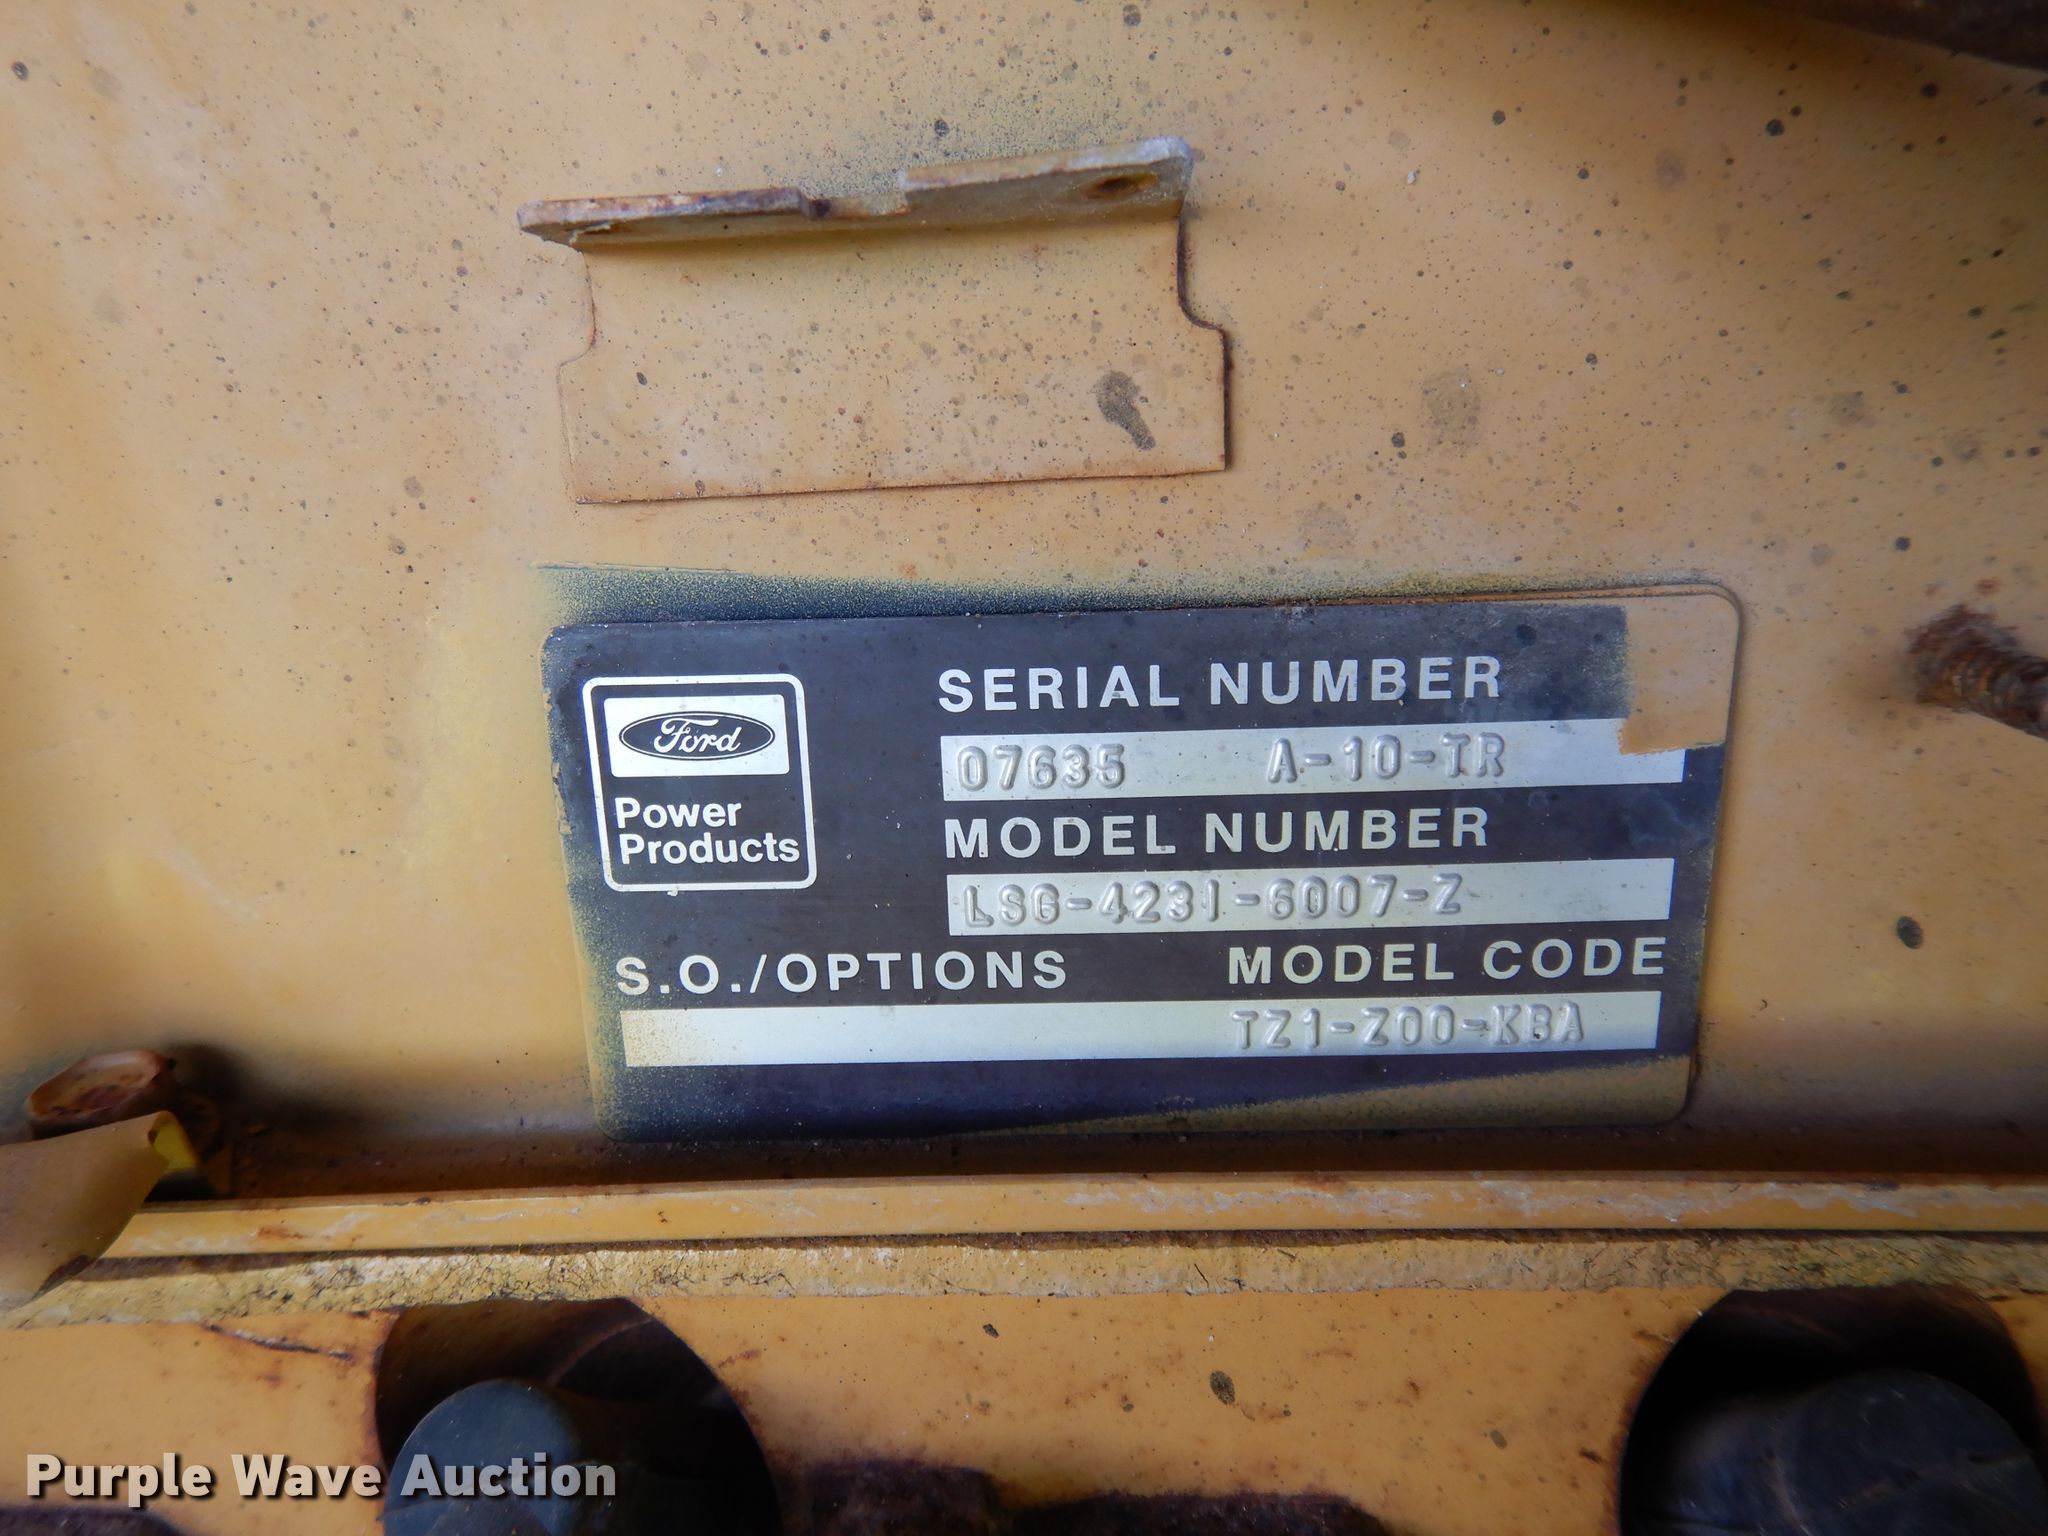 Ford
Power
Products
SERIAL NUMBER
07635 A-10-TR
MODEL NUMBER
LSG-4231-6007-Z
S.O./OPTIONS MODEL CODE
TZ1-Z00-KBA
Purple Wave Auction